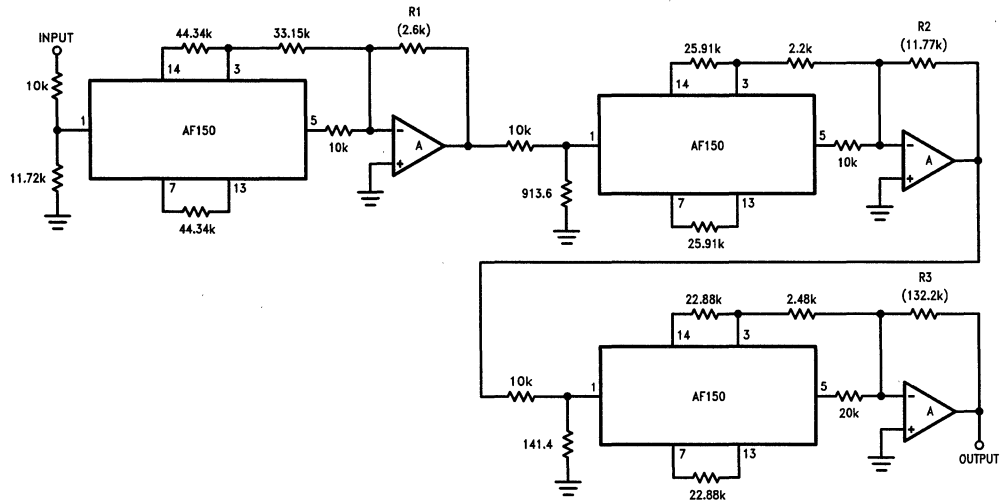 INPUT
10k
11.72k
44.34k
33.15k
R1
(2.6k)
14
3
1
AF150
5
10k
−
A
+
7
13
44.34k
10k
913.6
25.91k
2.2k
R2
(11.77k)
14
3
1
AF150
5
10k
−
A
+
7
13
25.91k
10k
141.4
22.88k
2.48k
R3
(132.2k)
14
3
1
AF150
5
20k
−
A
+
7
13
22.88k
OUTPUT